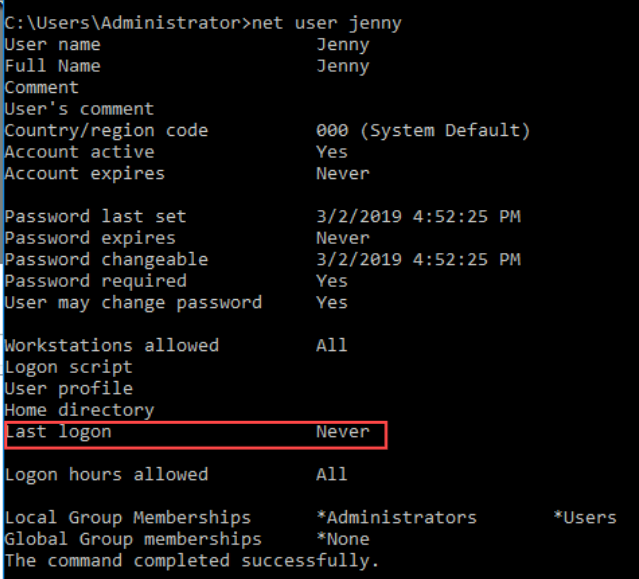 C:\Users\Administrator>net user jenny
User name Jenny
Full Name Jenny
Comment
User's comment
Country/region code 000 (System Default)
Account active Yes
Account expires Never
Password last set 3/2/2019 4:52:25 PM
Password expires Never
Password changeable 3/2/2019 4:52:25 PM
Password required Yes
User may change password Yes
Workstations allowed All
Logon script
User profile
Home directory
Last logon Never
Logon hours allowed All
Local Group Memberships *Administrators *Users
Global Group memberships *None
The command completed successfully.